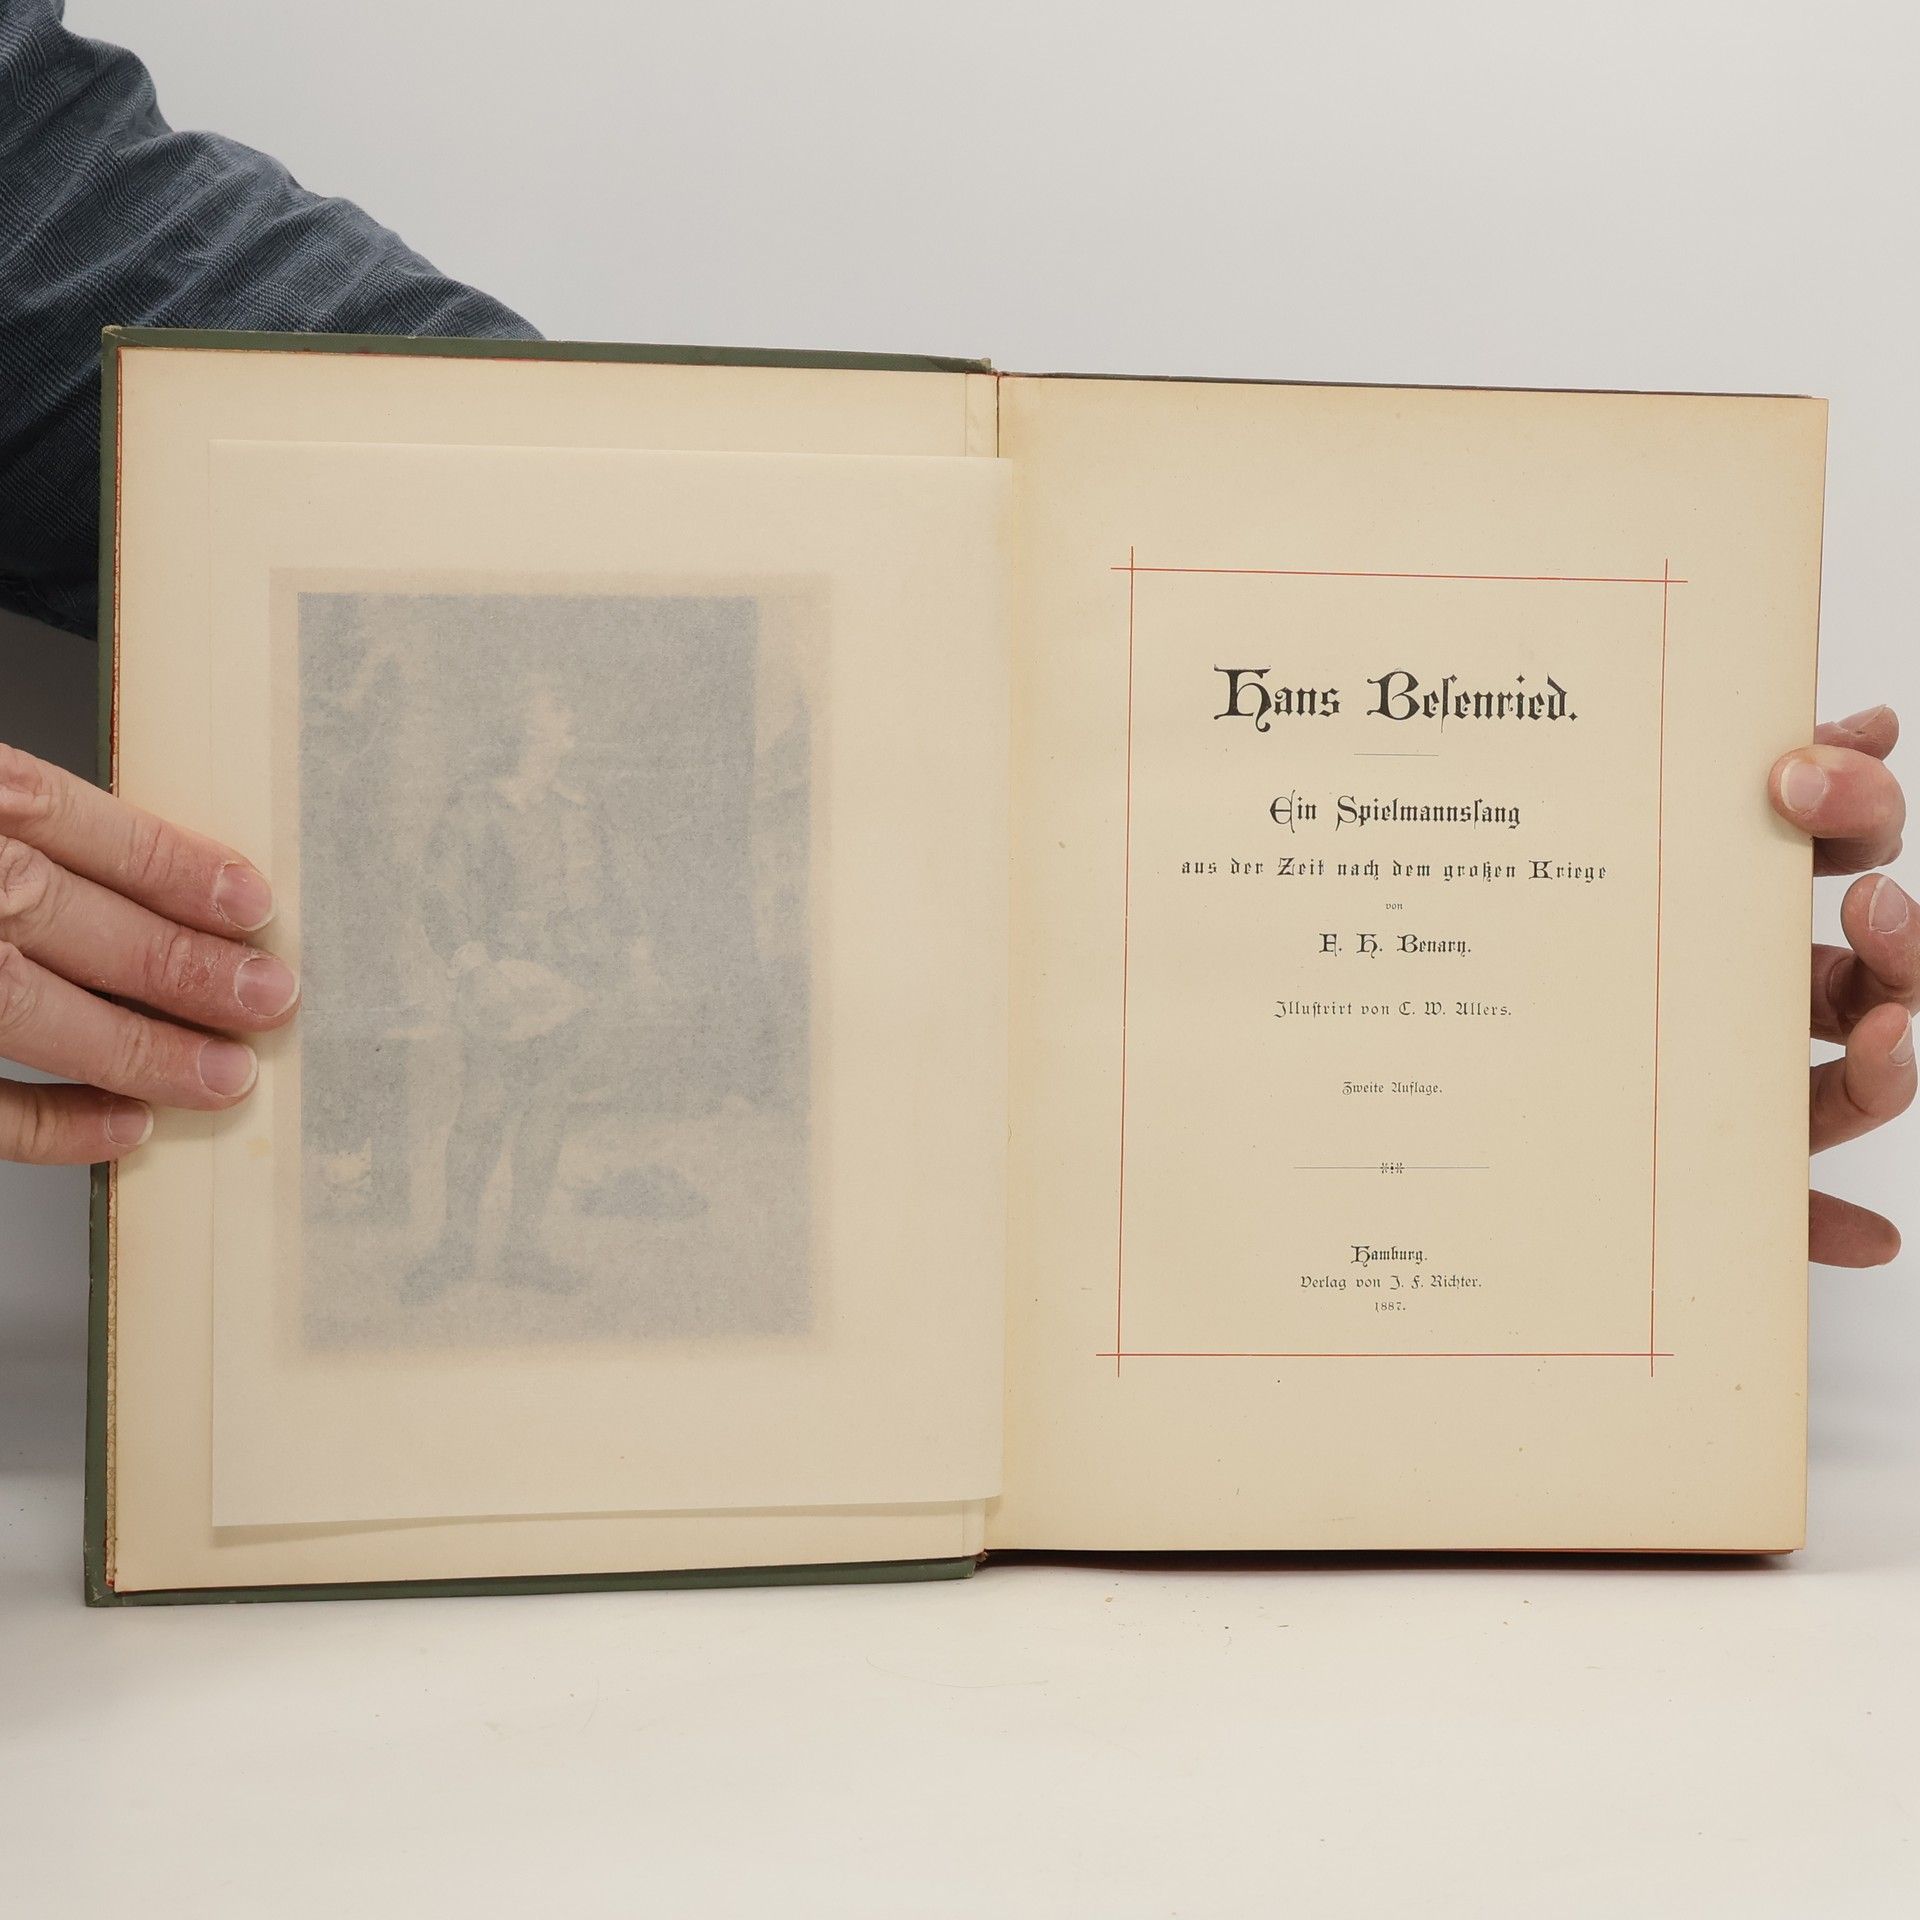 Hans Beſenried.
Ein Spielmannsſang
aus der Zeit nach dem großen Kriege
von
F. H. Benary.
Illuſtrirt von C. W. Allers.
Zweite Auflage.
Hamburg.
Verlag von J. F. Richter.
1887.